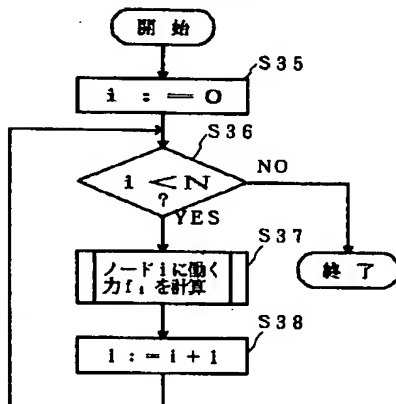 開始
S35
i := 0
S36
i < N
?
NO
YES
S37
ノードiに働く
力fiを計算
終了
S38
i := i + 1